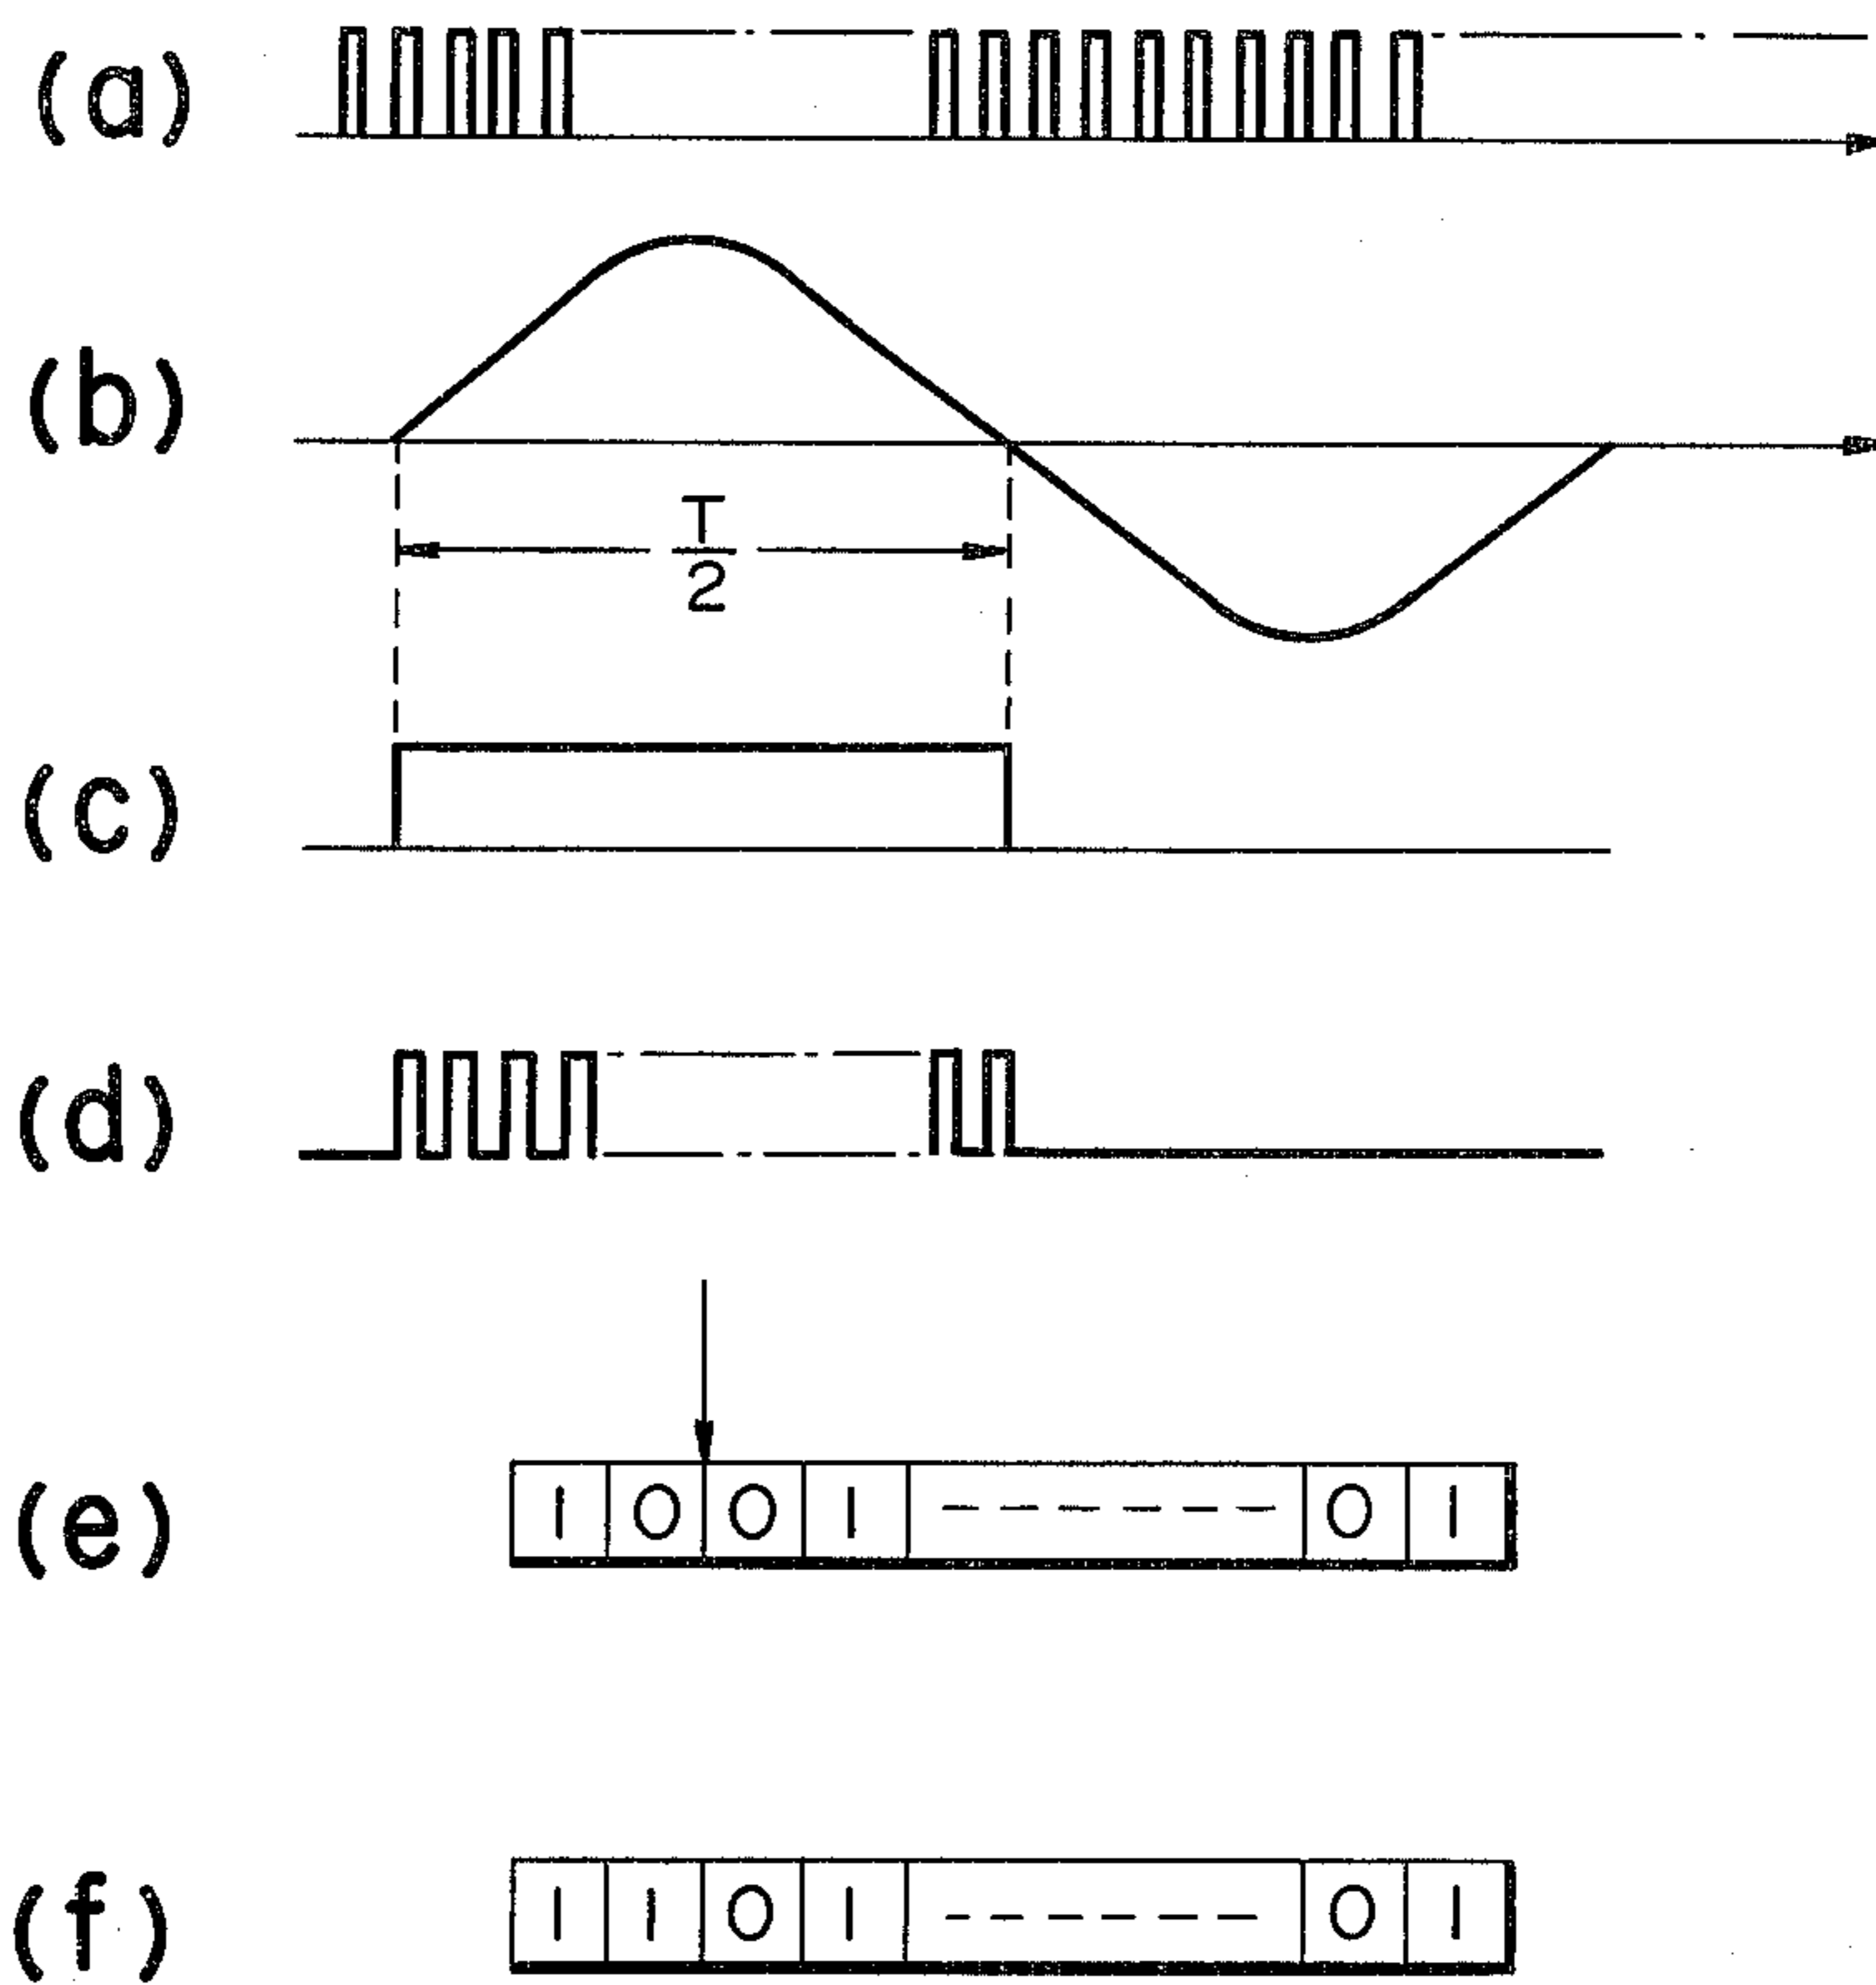 (a)
(b)
T
2
(c)
(d)
(e) 1 0 0 1 ------ 0 1
(f) 1 1 0 1 ------ 0 1